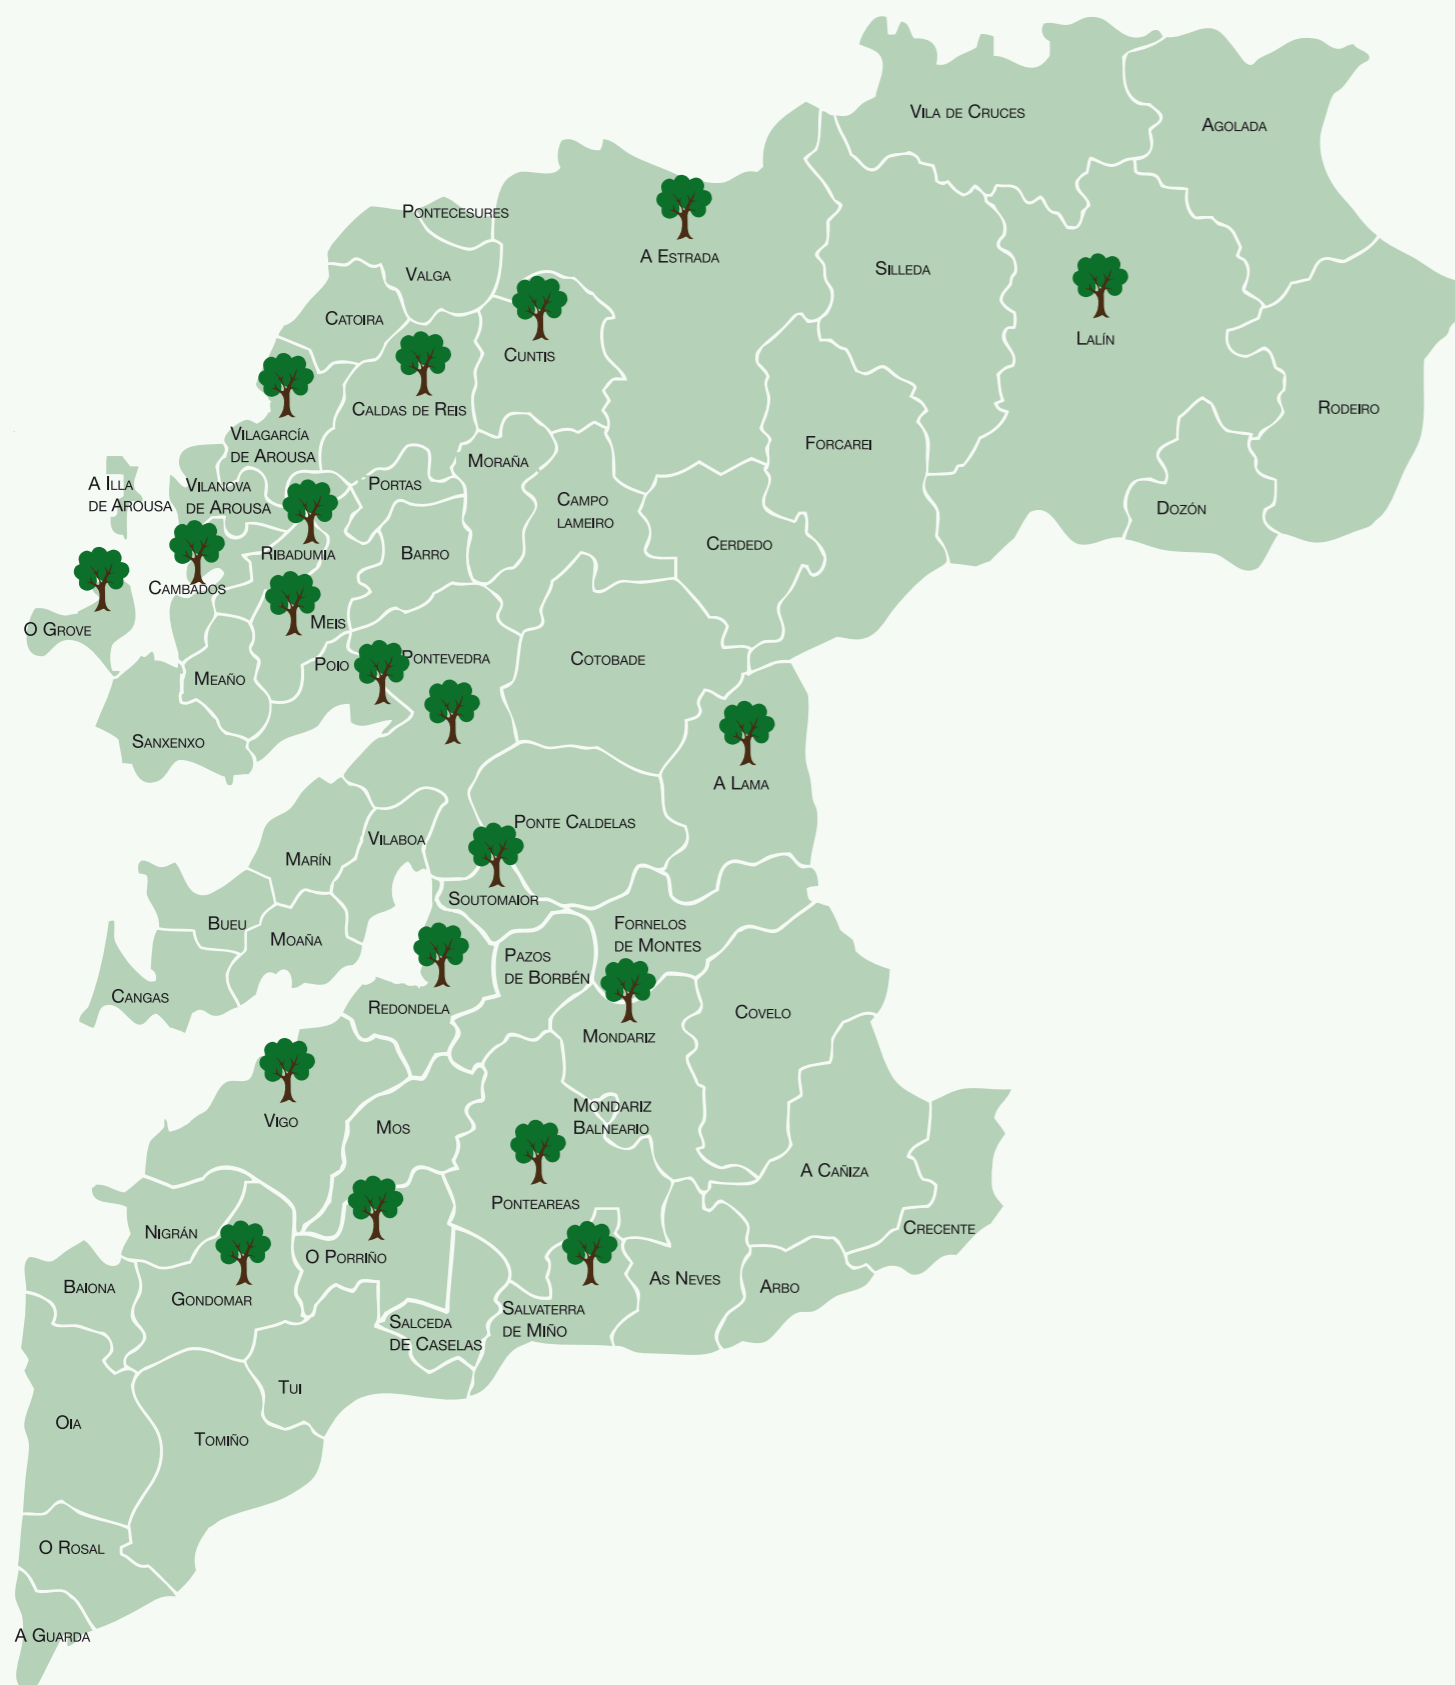 Vila de Cruces
Agolada
Pontecesures
A Estrada
Silleda
Valga
Catoira
Lalín
Cuntis
Caldas de Reis
Rodeiro
Vilagarcía
de Arousa
Forcarei
Moraña
A Illa
de Arousa
Vilanova
de Arousa
Portas
Campo
lameiro
Dozón
Cerdedo
Ribadumia
Barro
Cambados
O Grove
Meis
Poio
Pontevedra
Cotobade
Meaño
Sanxenxo
A Lama
Ponte Caldelas
Vilaboa
Marín
Soutomaior
Bueu
Moaña
Fornelos
de Montes
Pazos
de Borbén
Cangas
Redondela
Covelo
Mondariz
Vigo
Mos
Mondariz
Balneario
A Cañiza
Ponteareas
Nigrán
Crecente
O Porriño
Baiona
Gondomar
As Neves
Arbo
Salceda
de Caselas
Salvaterra
de Miño
Tui
Oia
Tomiño
O Rosal
A Guarda